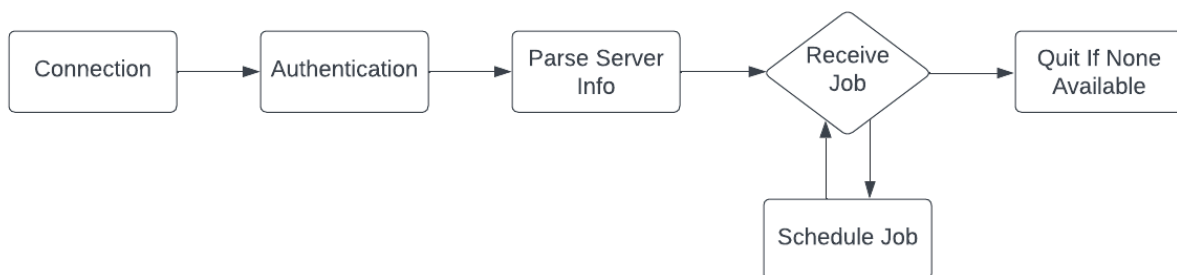 Connection
Authentication
Parse Server
Info
Receive
Job
Quit If None
Available
Schedule Job